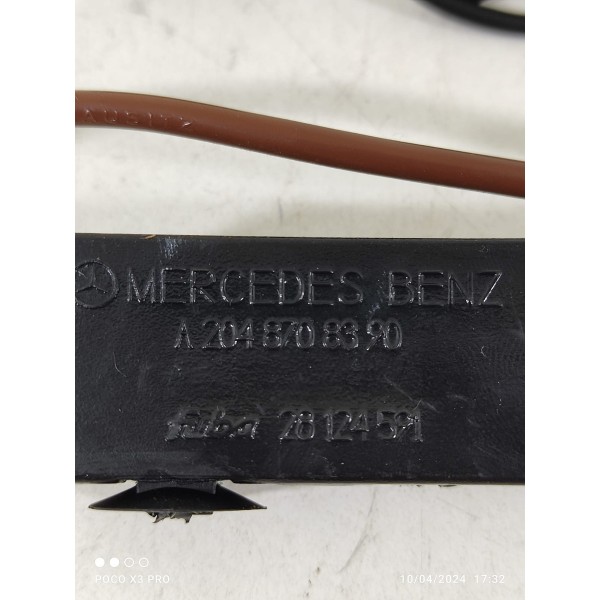 MERCEDES BENZ
A 204 870 83 90
Fuba 28 124 591
POCO X3 PRO
10/04/2024 17:32